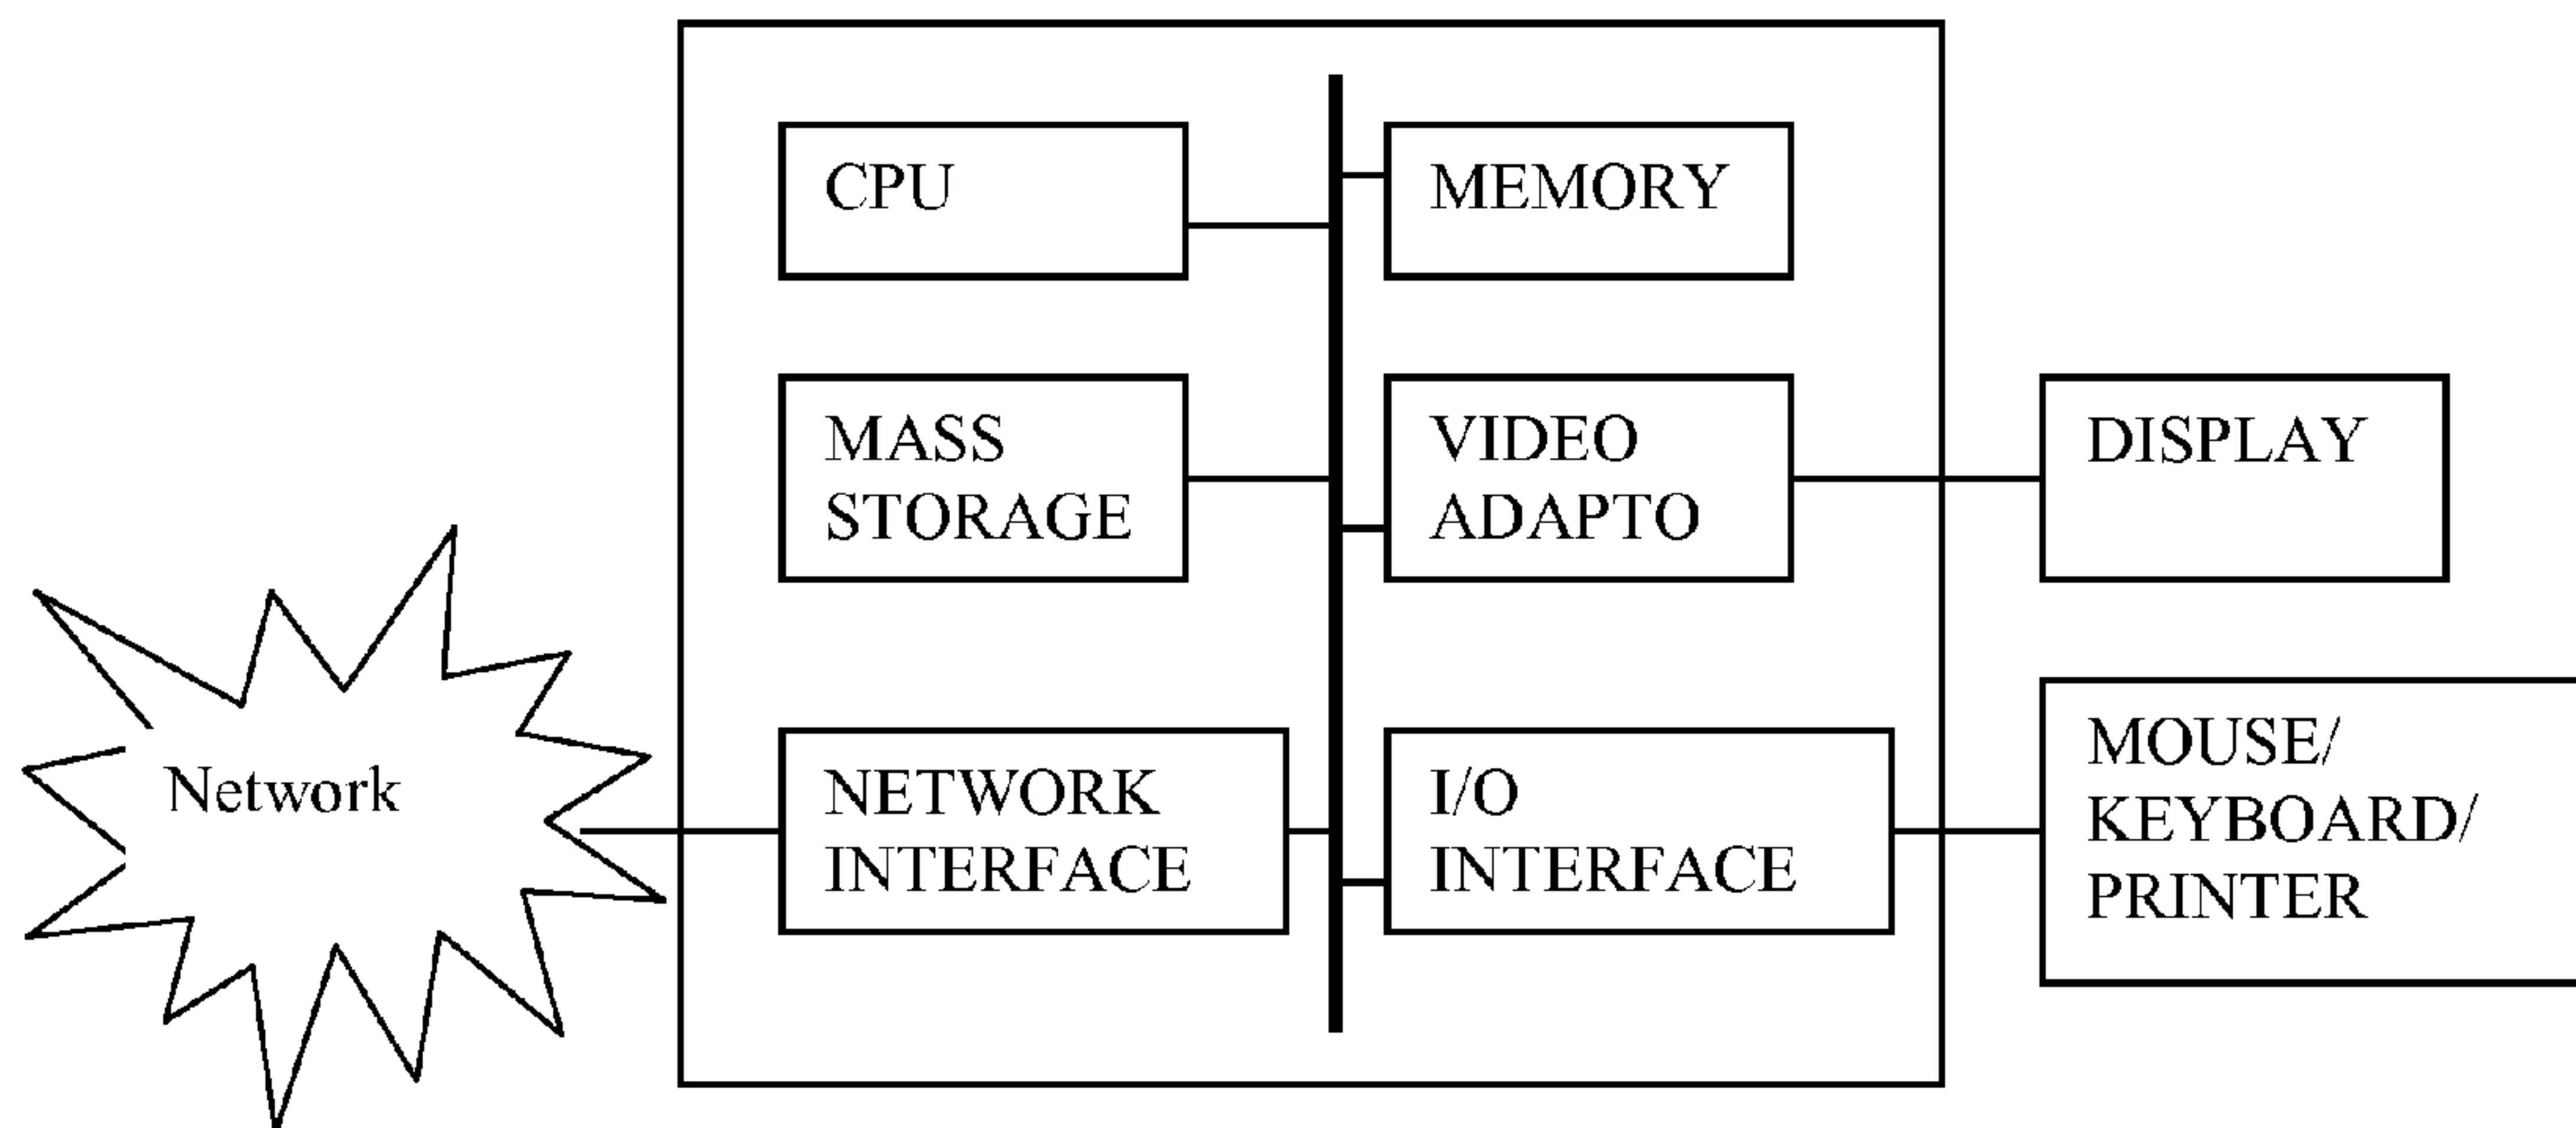 CPU
MEMORY
MASS
STORAGE
VIDEO
ADAPTO
DISPLAY
Network
NETWORK
INTERFACE
I/O
INTERFACE
MOUSE/
KEYBOARD/
PRINTER